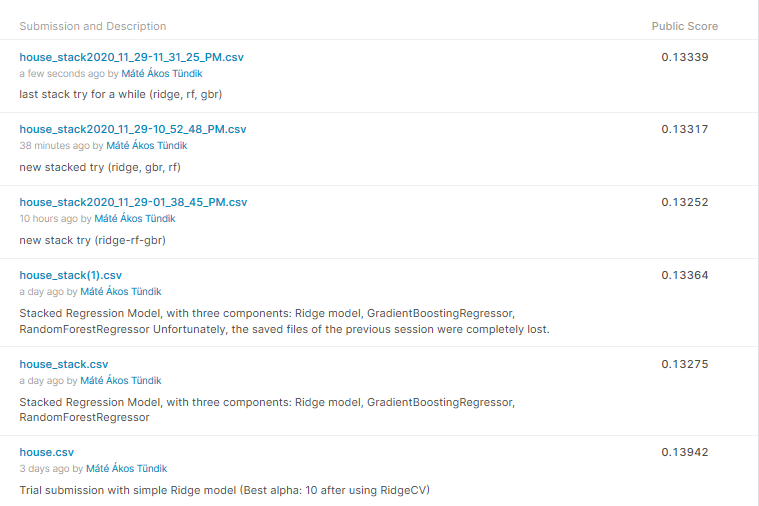 Submission and Description Public Score
house_stack2020_11_29-11_31_25_PM.csv 0.13339
a few seconds ago by Máté Ákos Tündik
last stack try for a while (ridge, rf, gbr)
house_stack2020_11_29-10_52_48_PM.csv 0.13317
38 minutes ago by Máté Ákos Tündik
new stacked try (ridge, gbr, rf)
house_stack2020_11_29-01_38_45_PM.csv 0.13252
10 hours ago by Máté Ákos Tündik
new stack try (ridge-rf-gbr)
house_stack(1).csv 0.13364
a day ago by Máté Ákos Tündik
Stacked Regression Model, with three components: Ridge model, GradientBoostingRegressor,
RandomForestRegressor Unfortunately, the saved files of the previous session were completely lost.
house_stack.csv 0.13275
a day ago by Máté Ákos Tündik
Stacked Regression Model, with three components: Ridge model, GradientBoostingRegressor,
RandomForestRegressor
house.csv 0.13942
3 days ago by Máté Ákos Tündik
Trial submission with simple Ridge model (Best alpha: 10 after using RidgeCV)